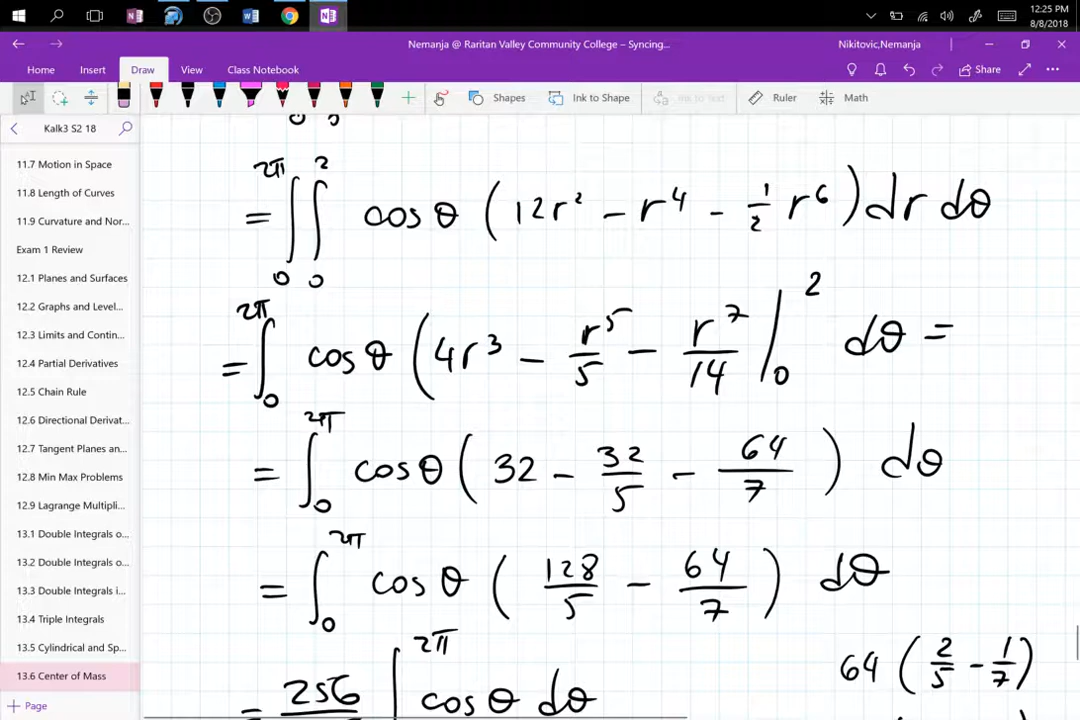 12:25 PM
8/8/2018
Nemanja @ Raritan Valley Community College – Syncing...
Nikitovic,Nemanja
Home Insert Draw View Class Notebook
Share
Shapes Ink to Shape Ink to Text Ruler Math
Kalk3 S2 18
11.7 Motion in Space
11.8 Length of Curves
11.9 Curvature and Nor...
Exam 1 Review
12.1 Planes and Surfaces
12.2 Graphs and Level...
12.3 Limits and Contin...
12.4 Partial Derivatives
12.5 Chain Rule
12.6 Directional Derivat...
12.7 Tangent Planes an...
12.8 Min Max Problems
12.9 Lagrange Multipli...
13.1 Double Integrals o...
13.2 Double Integrals o...
13.3 Double Integrals i...
13.4 Triple Integrals
13.5 Cylindrical and Sp...
13.6 Center of Mass
+ Page
= ∫₀^2π ∫₀^2 cosθ (12r² − r⁴ − 1/2 r⁶) dr dθ
= ∫₀^2π cosθ (4r³ − r⁵/5 − r⁷/14 |₀^2 dθ =
= ∫₀^2π cosθ (32 − 32/5 − 64/7) dθ
= ∫₀^2π cosθ (128/5 − 64/7) dθ
64 (2/5 − 1/7)
= 256 ∫^2π cosθ dθ